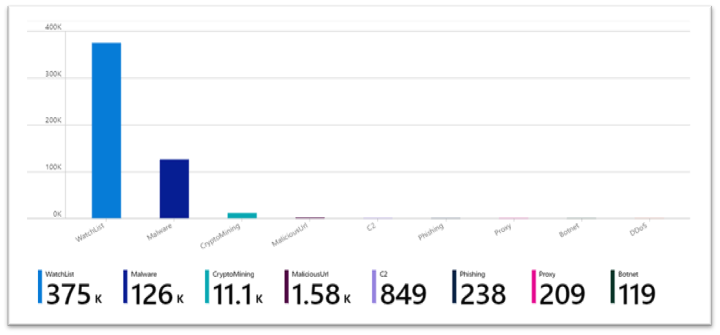 400K
300K
200K
100K
0K
WatchList Malware CryptoMining MaliciousUrl C2 Phishing Proxy Botnet DDoS
WatchList Malware CryptoMining MaliciousUrl C2 Phishing Proxy Botnet
375 K 126 K 11.1 K 1.58 K 849 238 209 119